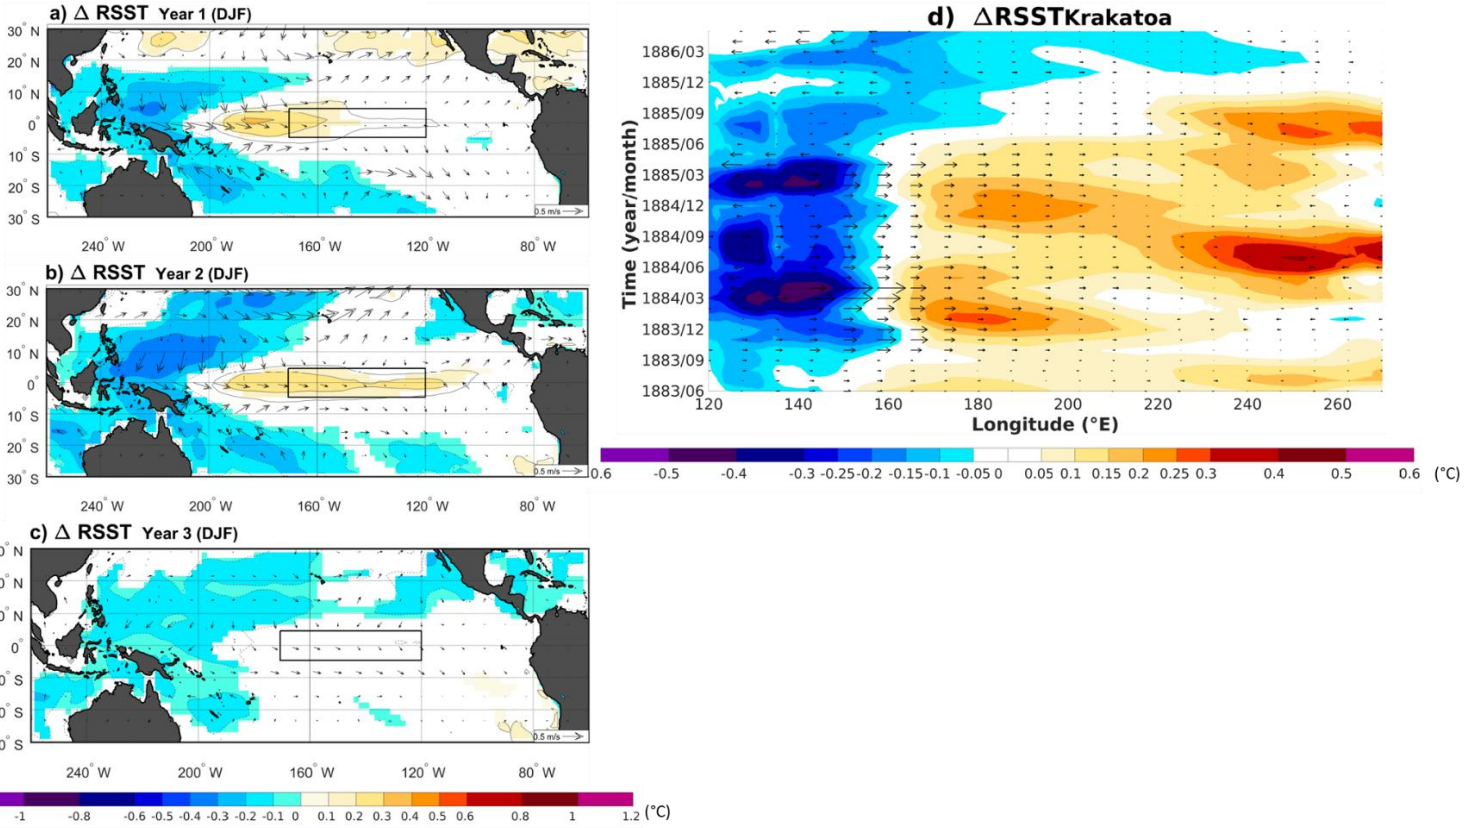 a) Δ RSST Year 1 (DJF)
30° N
20° N
10° N
0°
10° S
20° S
30° S
0.5 m/s
240° W 200° W 160° W 120° W 80° W
b) Δ RSST Year 2 (DJF)
30° N
20° N
10° N
0°
10° S
20° S
30° S
0.5 m/s
240° W 200° W 160° W 120° W 80° W
c) Δ RSST Year 3 (DJF)
0° N
0° N
0° N
0°
0° S
0° S
0° S
0.5 m/s
240° W 200° W 160° W 120° W 80° W
-1 -0.8 -0.6 -0.5 -0.4 -0.3 -0.2 -0.1 0 0.1 0.2 0.3 0.4 0.5 0.6 0.8 1 1.2 (°C)
d) ΔRSSTKrakatoa
Time (year/month)
1886/03
1885/12
1885/09
1885/06
1885/03
1884/12
1884/09
1884/06
1884/03
1883/12
1883/09
1883/06
120 140 160 180 200 220 240 260
Longitude (°E)
0.6 -0.5 -0.4 -0.3 -0.25 -0.2 -0.15 -0.1 -0.05 0 0.05 0.1 0.15 0.2 0.25 0.3 0.4 0.5 0.6 (°C)